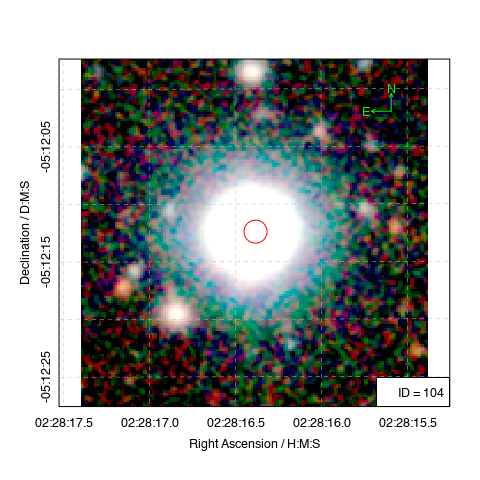 N
E
-05:12:05
-05:12:15
-05:12:25
Declination / D:M:S
ID = 104
02:28:17.5 02:28:17.0 02:28:16.5 02:28:16.0 02:28:15.5
Right Ascension / H:M:S